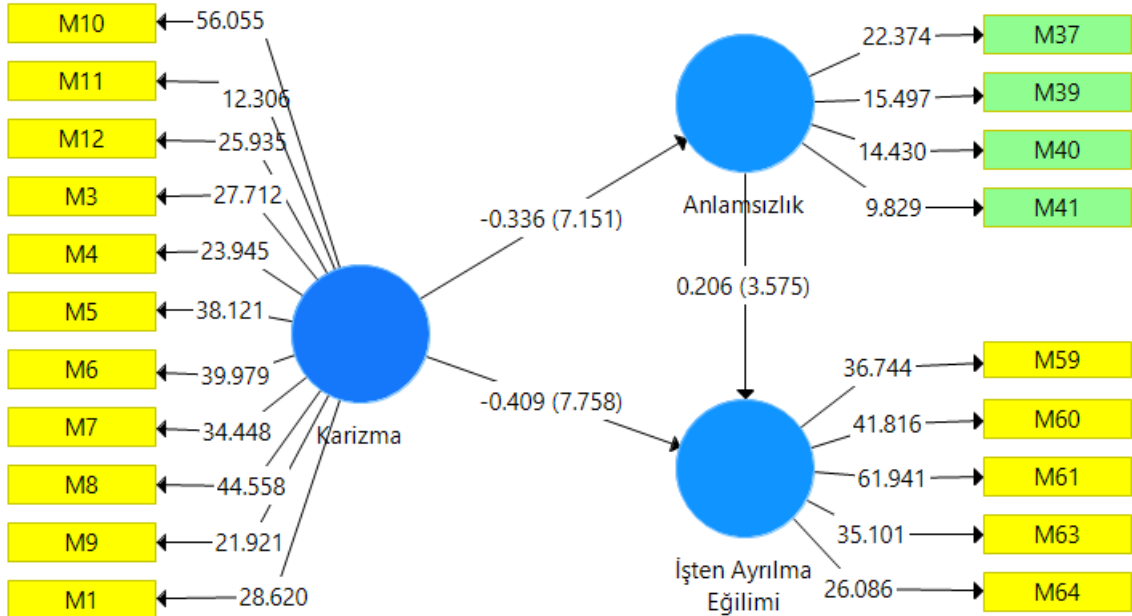 M10
56.055
M11
12.306
M12
25.935
M3
27.712
M4
23.945
M5
38.121
M6
39.979
M7
34.448
M8
44.558
M9
21.921
M1
28.620
Karizma
-0.336 (7.151)
-0.409 (7.758)
Anlamsızlık
0.206 (3.575)
22.374
M37
15.497
M39
14.430
M40
9.829
M41
İşten Ayrılma
Eğilimi
36.744
M59
41.816
M60
61.941
M61
35.101
M63
26.086
M64